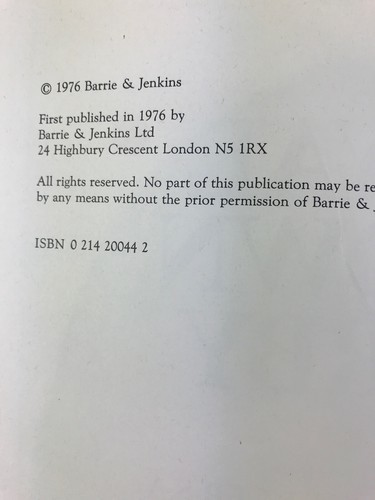 © 1976 Barrie & Jenkins
First published in 1976 by
Barrie & Jenkins Ltd
24 Highbury Crescent London N5 1RX
All rights reserved. No part of this publication may be re
by any means without the prior permission of Barrie & J
ISBN 0 214 20044 2